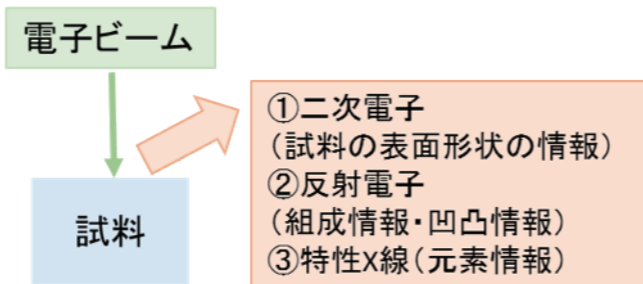 電子ビーム
①二次電子
（試料の表面形状の情報）
②反射電子
（組成情報・凹凸情報）
③特性X線（元素情報）
試料